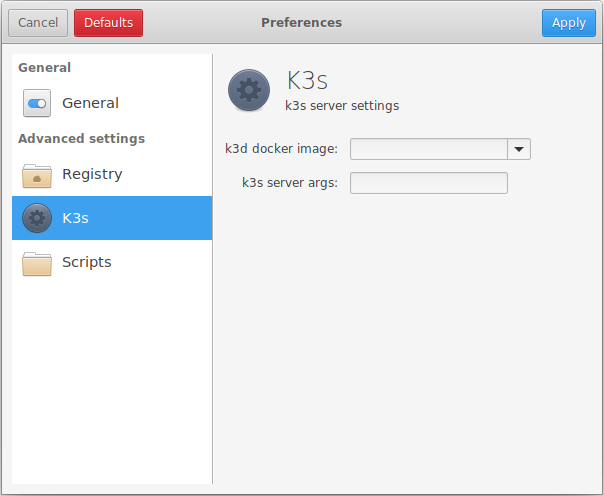 Cancel
Defaults
Preferences
Apply
General
General
Advanced settings
Registry
K3s
Scripts
K3s
k3s server settings
k3d docker image:
k3s server args: